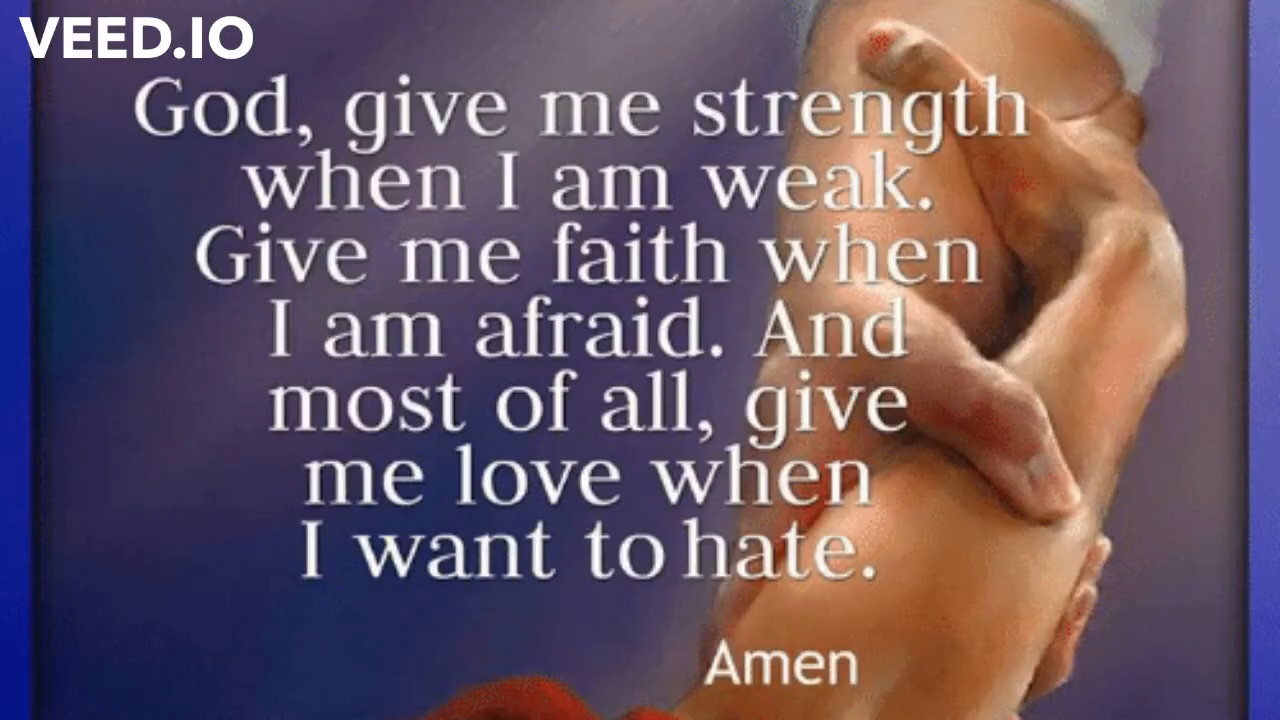 VEED.IO
God, give me strength
when I am weak.
Give me faith when
I am afraid. And
most of all, give
me love when
I want to hate.
Amen